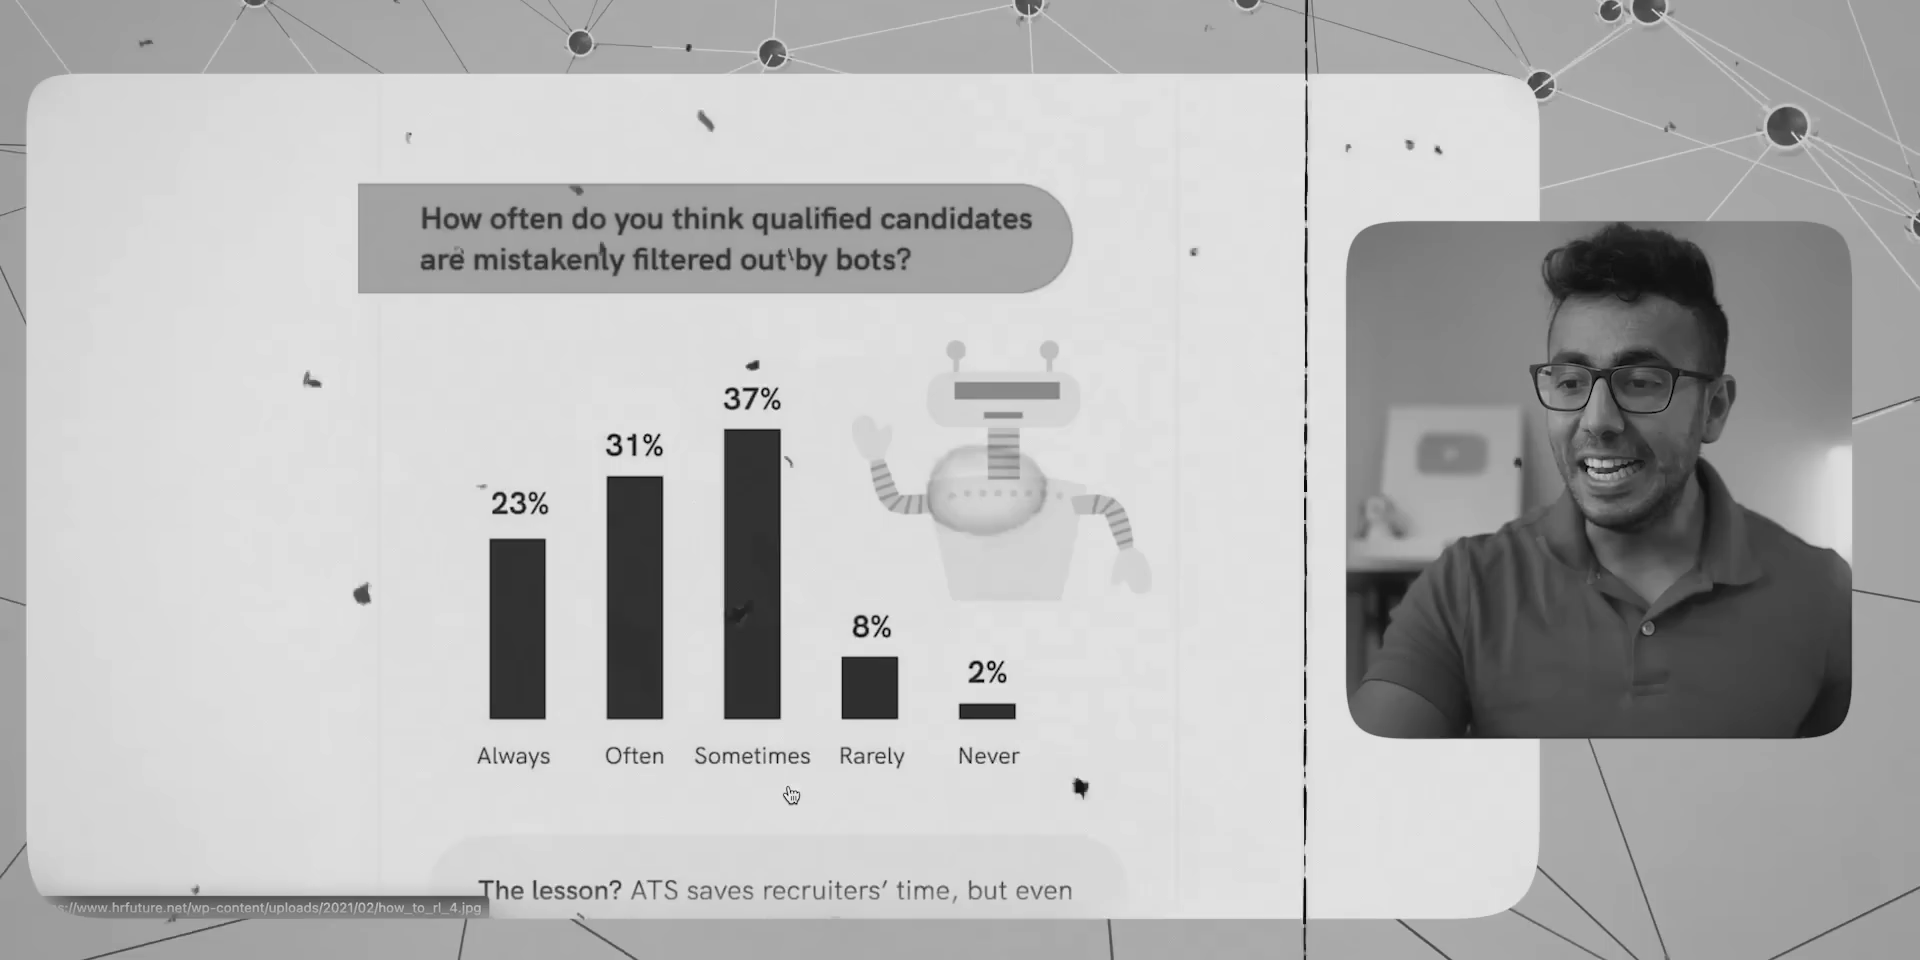 How often do you think qualified candidates
are mistakenly filtered out by bots?
37%
31%
23%
8%
2%
Always Often Sometimes Rarely Never
The lesson? ATS saves recruiters’ time, but even
s://www.hrfuture.net/wp-content/uploads/2021/02/how_to_rl_4.jpg